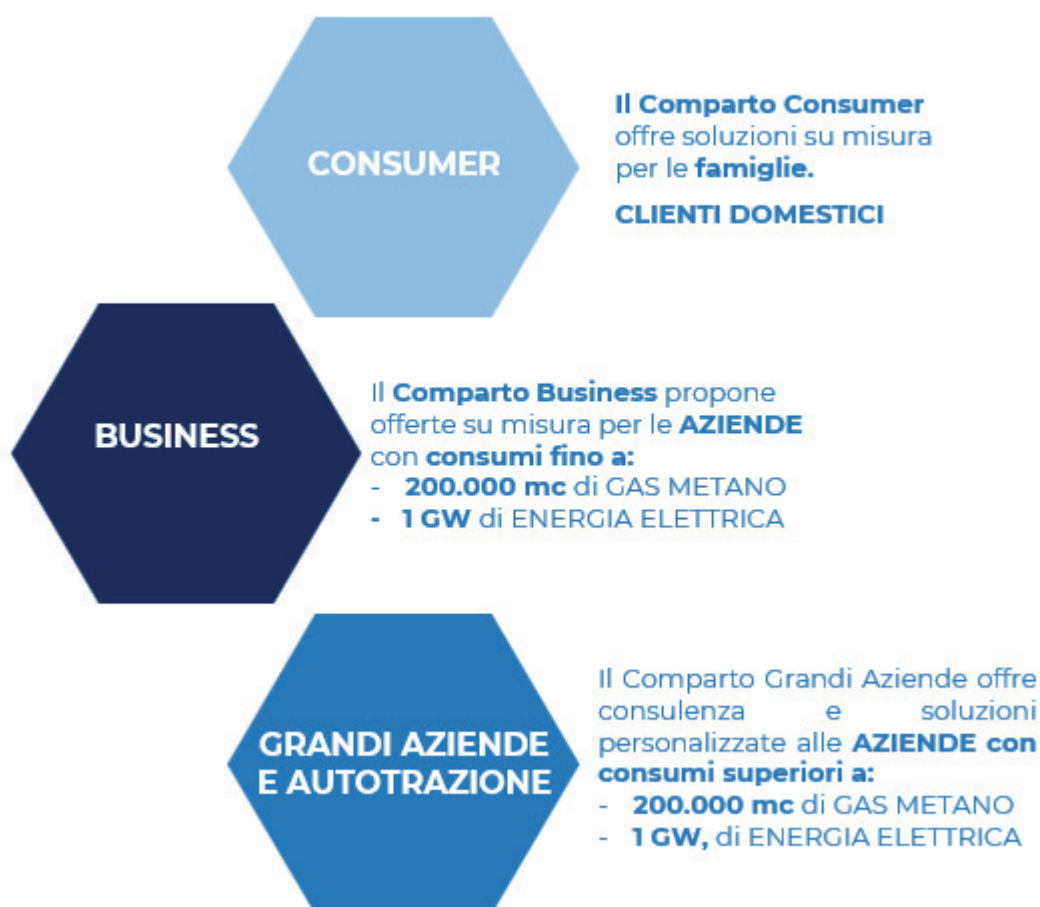 CONSUMER
Il Comparto Consumer
offre soluzioni su misura
per le famiglie.
CLIENTI DOMESTICI
BUSINESS
Il Comparto Business propone
offerte su misura per le AZIENDE
con consumi fino a:
- 200.000 mc di GAS METANO
- 1 GW di ENERGIA ELETTRICA
GRANDI AZIENDE
E AUTOTRAZIONE
Il Comparto Grandi Aziende offre
consulenza e soluzioni
personalizzate alle AZIENDE con
consumi superiori a:
- 200.000 mc di GAS METANO
- 1 GW, di ENERGIA ELETTRICA